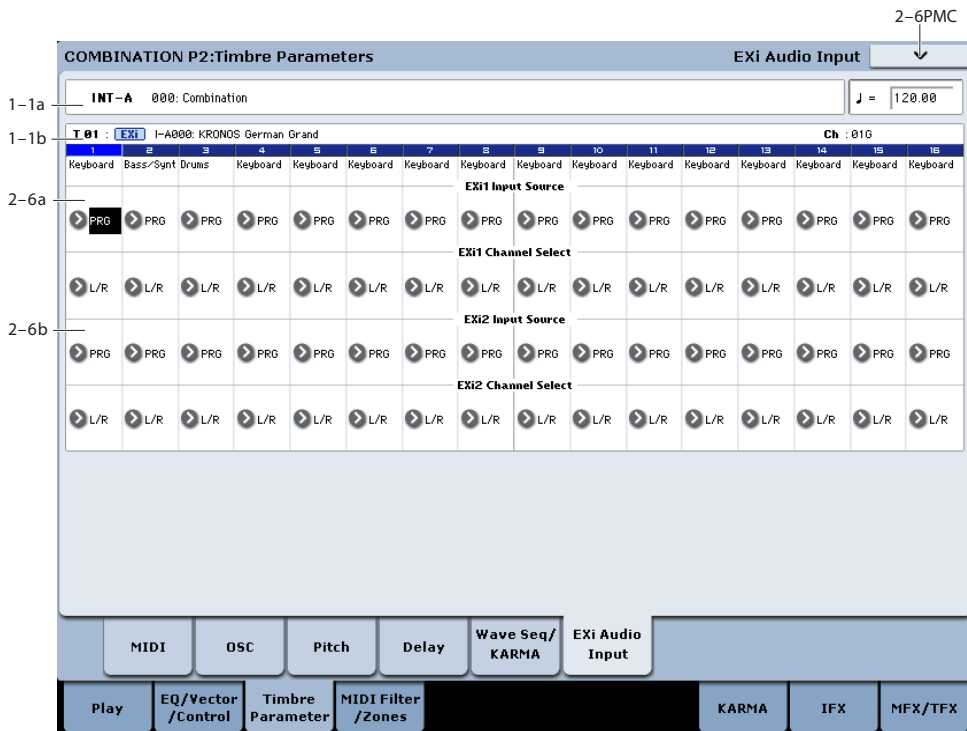 2-6PMC
COMBINATION P2:Timbre Parameters EXi Audio Input
1-1a
INT-A 000: Combination ♩ = 120.00
1-1b
T 01 : EXi I-A000: KRONOS German Grand Ch : 01G
1 2 3 4 5 6 7 8 9 10 11 12 13 14 15 16
Keyboard Bass/Synt Drums Keyboard Keyboard Keyboard Keyboard Keyboard Keyboard Keyboard Keyboard Keyboard Keyboard Keyboard Keyboard Keyboard
EXi1 Input Source
2-6a
PRG PRG PRG PRG PRG PRG PRG PRG PRG PRG PRG PRG PRG PRG PRG PRG
EXi1 Channel Select
L/R L/R L/R L/R L/R L/R L/R L/R L/R L/R L/R L/R L/R L/R L/R L/R
EXi2 Input Source
2-6b
PRG PRG PRG PRG PRG PRG PRG PRG PRG PRG PRG PRG PRG PRG PRG PRG
EXi2 Channel Select
L/R L/R L/R L/R L/R L/R L/R L/R L/R L/R L/R L/R L/R L/R L/R L/R
MIDI OSC Pitch Delay Wave Seq/ EXi Audio
KARMA Input
Play EQ/Vector Timbre MIDI Filter KARMA IFX MFX/TFX
/Control Parameter /Zones